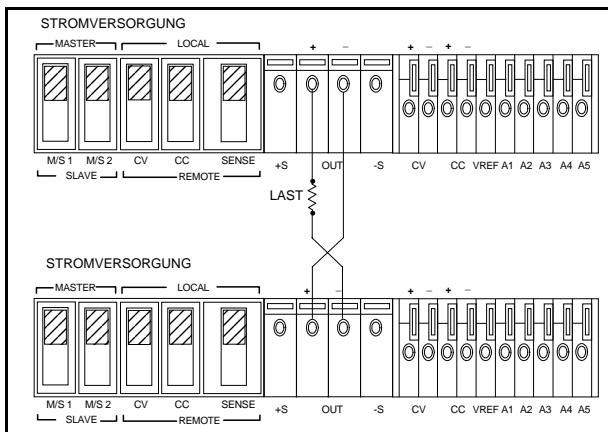 STROMVERSORGUNG
MASTER LOCAL
+ – + – + –
M/S 1 M/S 2 CV CC SENSE +S OUT -S CV CC VREF A1 A2 A3 A4 A5
SLAVE REMOTE
LAST
STROMVERSORGUNG
MASTER LOCAL
+ – + – + –
M/S 1 M/S 2 CV CC SENSE +S OUT -S CV CC VREF A1 A2 A3 A4 A5
SLAVE REMOTE